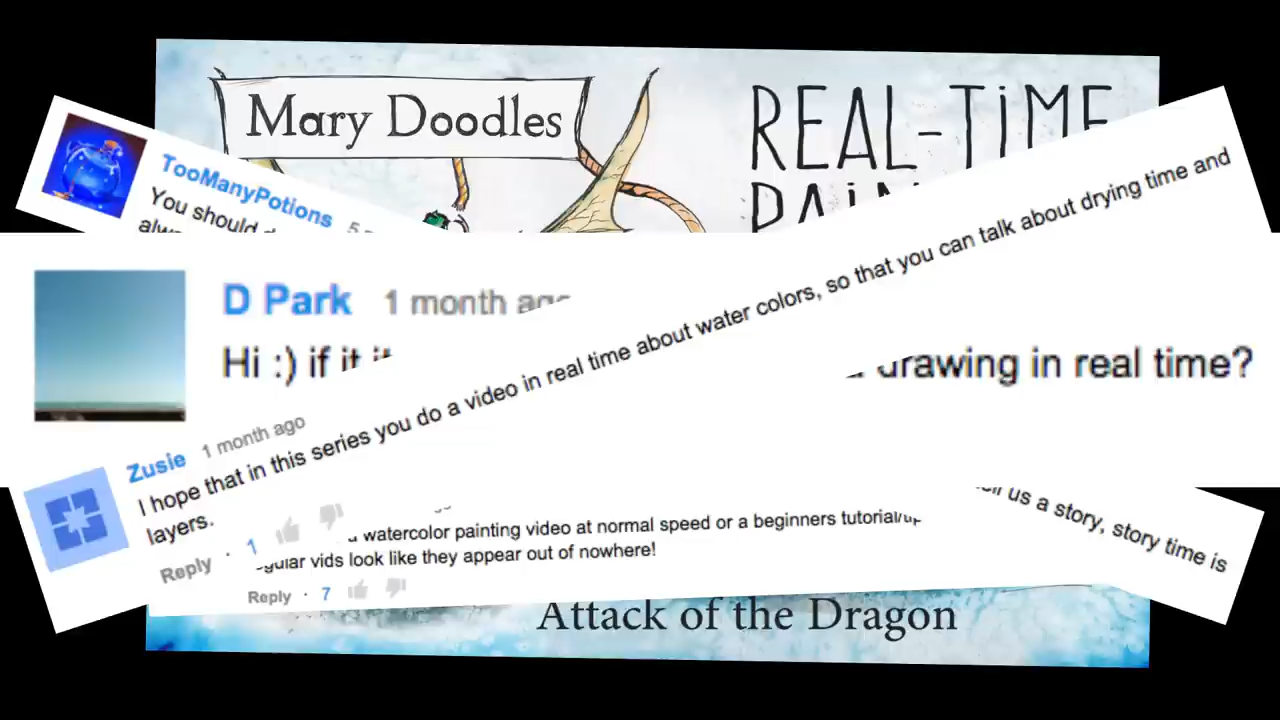 Mary Doodles
REAL-TIME
TooManyPotions
You should
D Park 1 month ago
Hi :) if it
drawing in real time?
Zusie 1 month ago
I hope that in this series you do a video in real time about water colors, so that you can talk about drying time and
layers.
Reply · 1
us a story, story time is
watercolor painting video at normal speed or a beginners
vids look like they appear out of nowhere!
Reply · 7
Attack of the Dragon